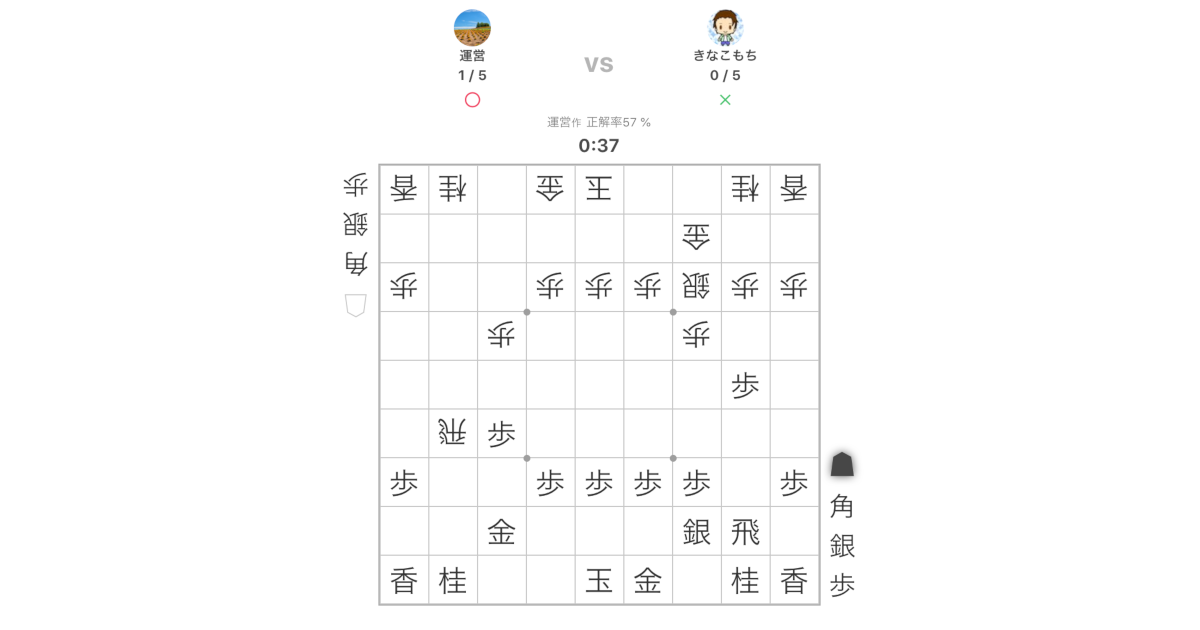 運営
1 / 5
vs
きなこもち
0 / 5
運営作 正解率57 %
0:37
歩
銀
角
香 桂 金 王 桂 香
金
歩 歩 歩 歩 銀 歩 歩
歩 歩
歩
飛 歩
歩 歩 歩 歩 歩 歩
金 銀 飛
香 桂 玉 金 桂 香
角
銀
歩